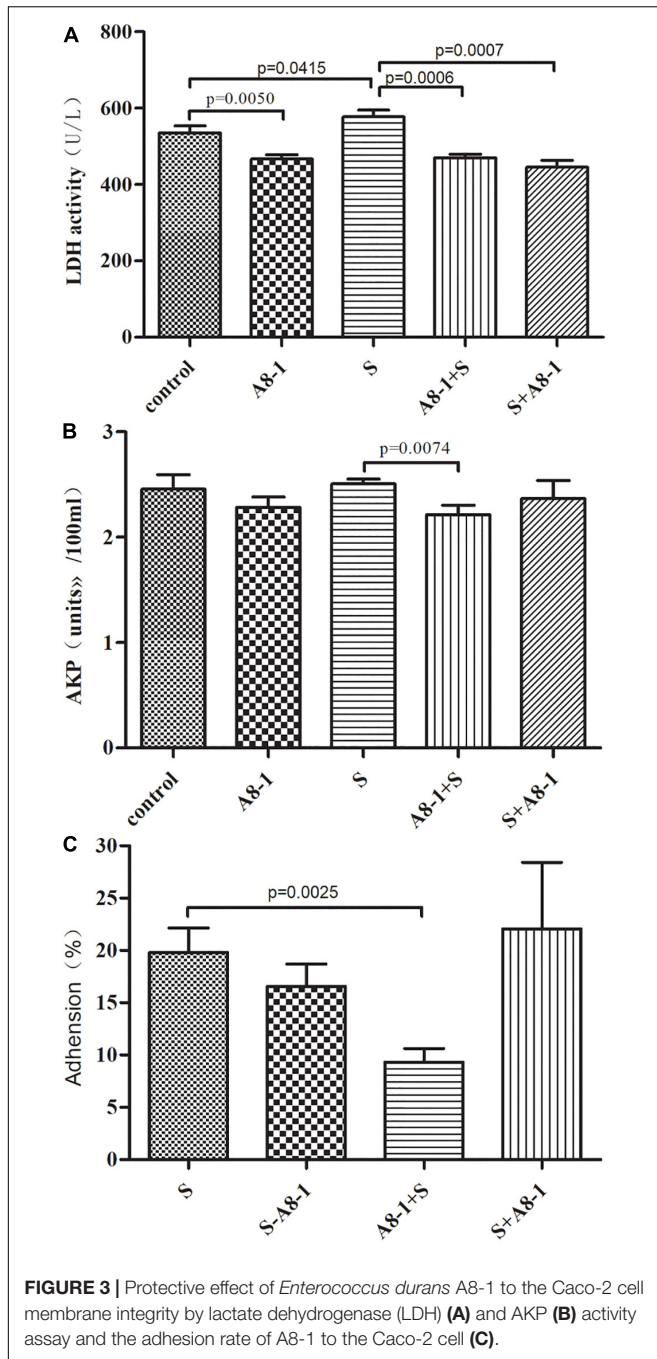 A
800
600
400
200
0
LDH activity（U/L）
p=0.0007
p=0.0415
p=0.0006
p=0.0050
control
A8-1
S
A8-1+S
S+A8-1
B
3
2
1
0
AKP（units» /100ml）
p=0.0074
control
A8-1
S
A8-1+S
S+A8-1
C
30
25
20
15
10
5
0
Adhension（%）
p=0.0025
S
S-A8-1
A8-1+S
S+A8-1
FIGURE 3 | Protective effect of Enterococcus durans A8-1 to the Caco-2 cell
membrane integrity by lactate dehydrogenase (LDH) (A) and AKP (B) activity
assay and the adhesion rate of A8-1 to the Caco-2 cell (C).